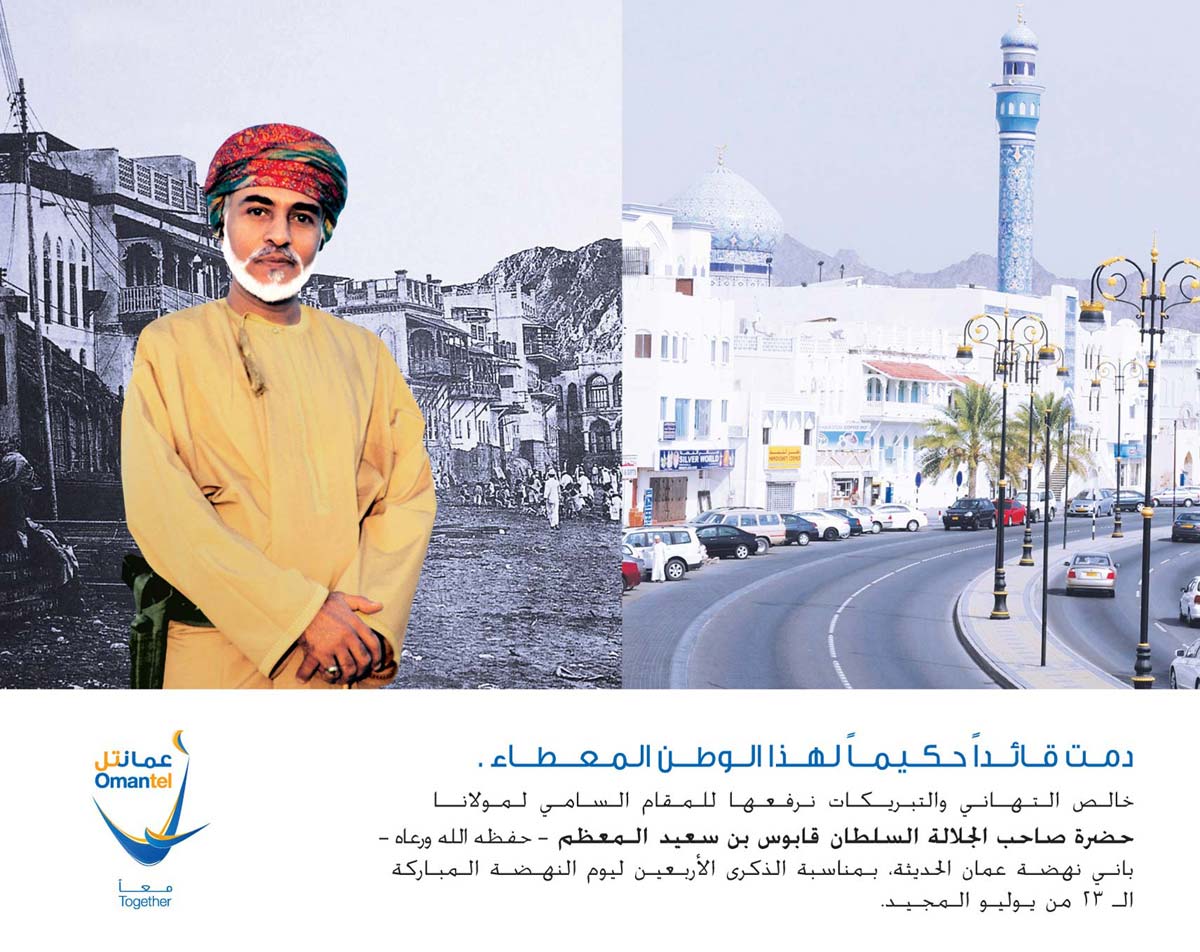 SILVER WORLD
عمانتل
Omantel
معاً
Together
دمت قائداً حكيماً لهذا الوطن المعطاء .
خالص التهاني والتبريكات نرفعها للمقام السامي لمولانا
حضرة صاحب الجلالة السلطان قابوس بن سعيد المعظم - حفظه الله ورعاه -
باني نهضة عمان الحديثة، بمناسبة الذكرى الأربعين ليوم النهضة المباركة
الـ ٢٣ من يوليو المجيد.